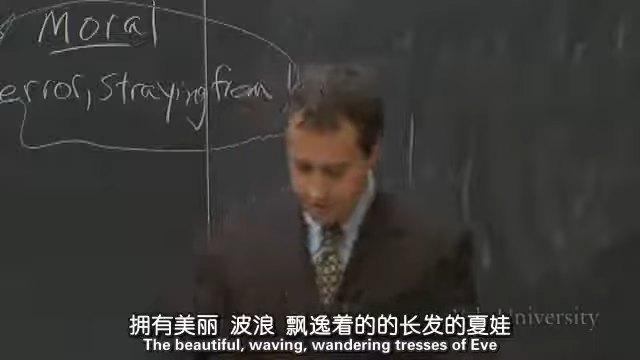 Moral
error, straying from
University
拥有美丽 波浪 飘逸着的的长发的夏娃
The beautiful, waving, wandering tresses of Eve